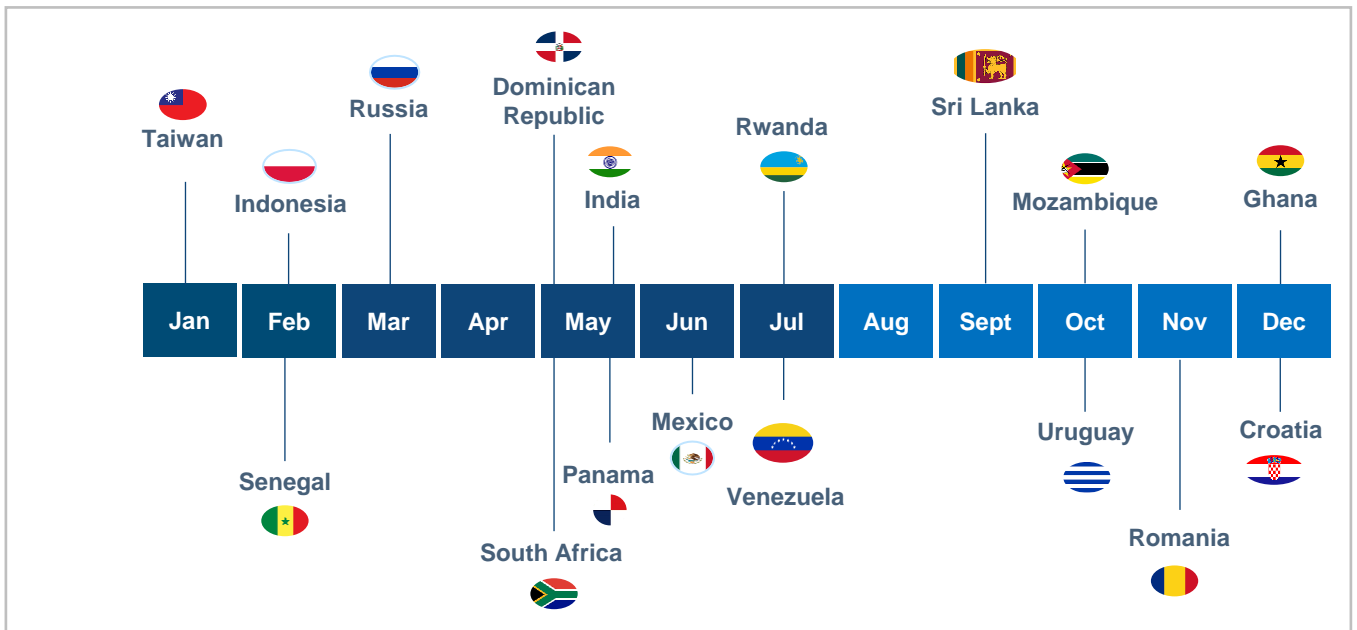 Taiwan
Indonesia
Russia
Dominican
Republic
India
Rwanda
Sri Lanka
Mozambique
Ghana
Jan
Feb
Mar
Apr
May
Jun
Jul
Aug
Sept
Oct
Nov
Dec
Senegal
South Africa
Panama
Mexico
Venezuela
Uruguay
Romania
Croatia